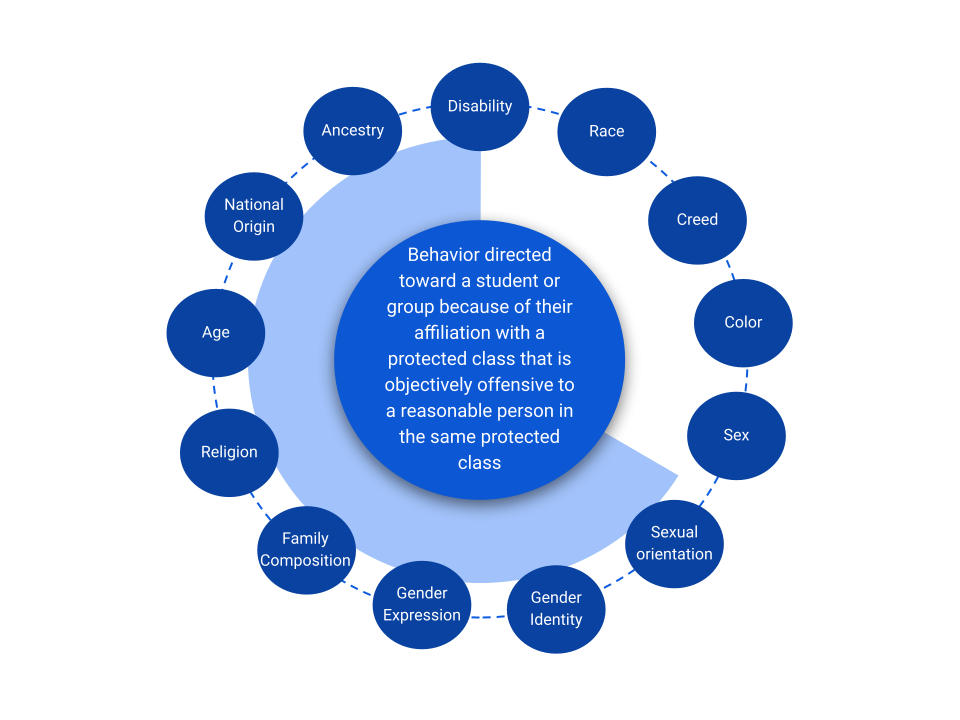 Disability
Race
Creed
Color
Sex
Sexual
orientation
Gender
Identity
Gender
Expression
Family
Composition
Religion
Age
National
Origin
Ancestry
Behavior directed
toward a student or
group because of their
affiliation with a
protected class that is
objectively offensive to
a reasonable person in
the same protected
class